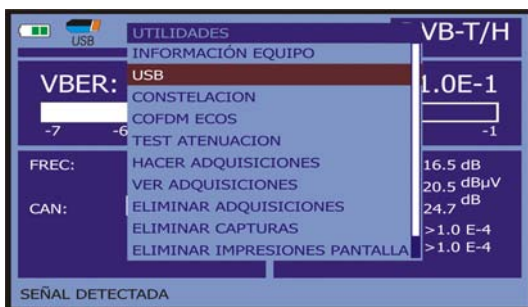 USB
UTILIDADES
DVB-T/H
INFORMACIÓN EQUIPO
USB
CONSTELACION
COFDM ECOS
TEST ATENUACION
HACER ADQUISICIONES
VER ADQUISICIONES
ELIMINAR ADQUISICIONES
ELIMINAR CAPTURAS
ELIMINAR IMPRESIONES PANTALLA
VBER:
1.0E-1
-7 -6
-1
FREC:
16.5 dB
20.5 dBµV
CAN:
24.7 dB
>1.0 E-4
>1.0 E-4
SEÑAL DETECTADA